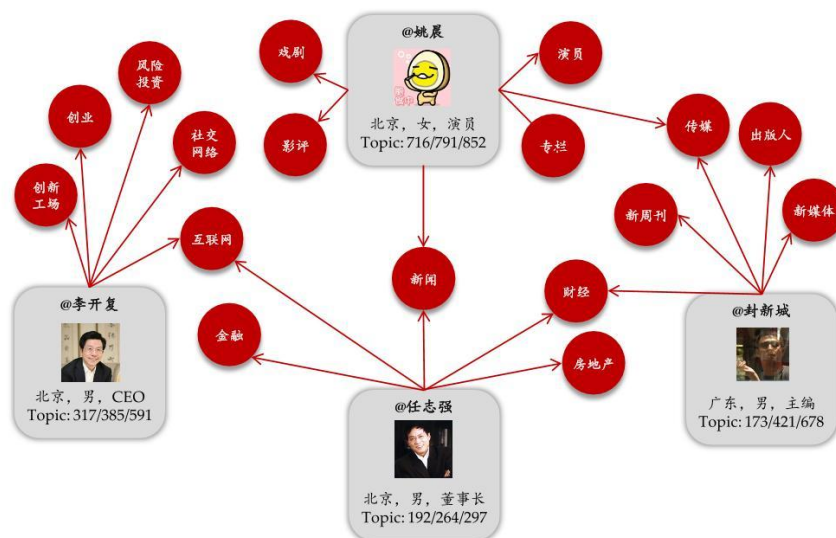 @姚晨
北京，女，演员
Topic: 716/791/852
戏剧
影评
演员
专栏
传媒
出版人
新周刊
新媒体
风险
投资
创业
社交
网络
创新
工场
互联网
新闻
财经
金融
房地产
@李开复
北京，男，CEO
Topic: 317/385/591
@任志强
北京，男，董事长
Topic: 192/264/297
@封新城
广东，男，主编
Topic: 173/421/678